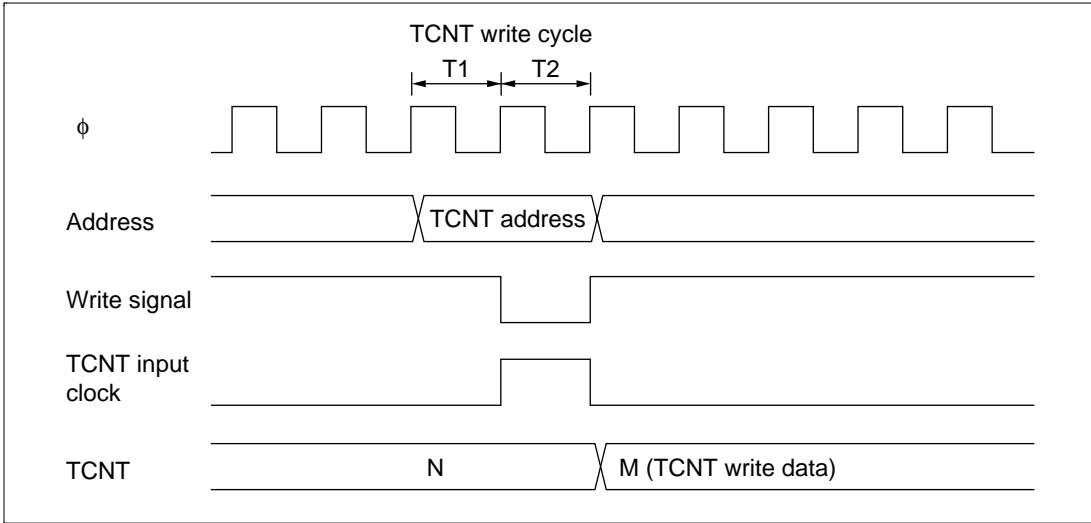 TCNT write cycle
T1 T2
ϕ
Address
TCNT address
Write signal
TCNT input
clock
TCNT
N
M (TCNT write data)